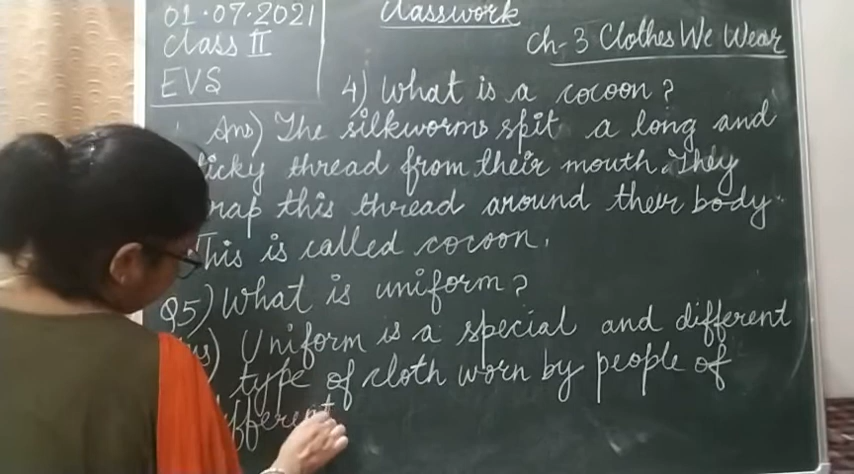 01.07.2021
Class II
EVS
Classwork
Ch-3 Clothes We Wear
4) What is a cocoon?
Ans) The silkworms spit a long and
thread from their mouth. They
this thread around their body.
This is called cocoon.
Q5) What is uniform?
Uniform is a special and different
type of cloth worn by people of
different